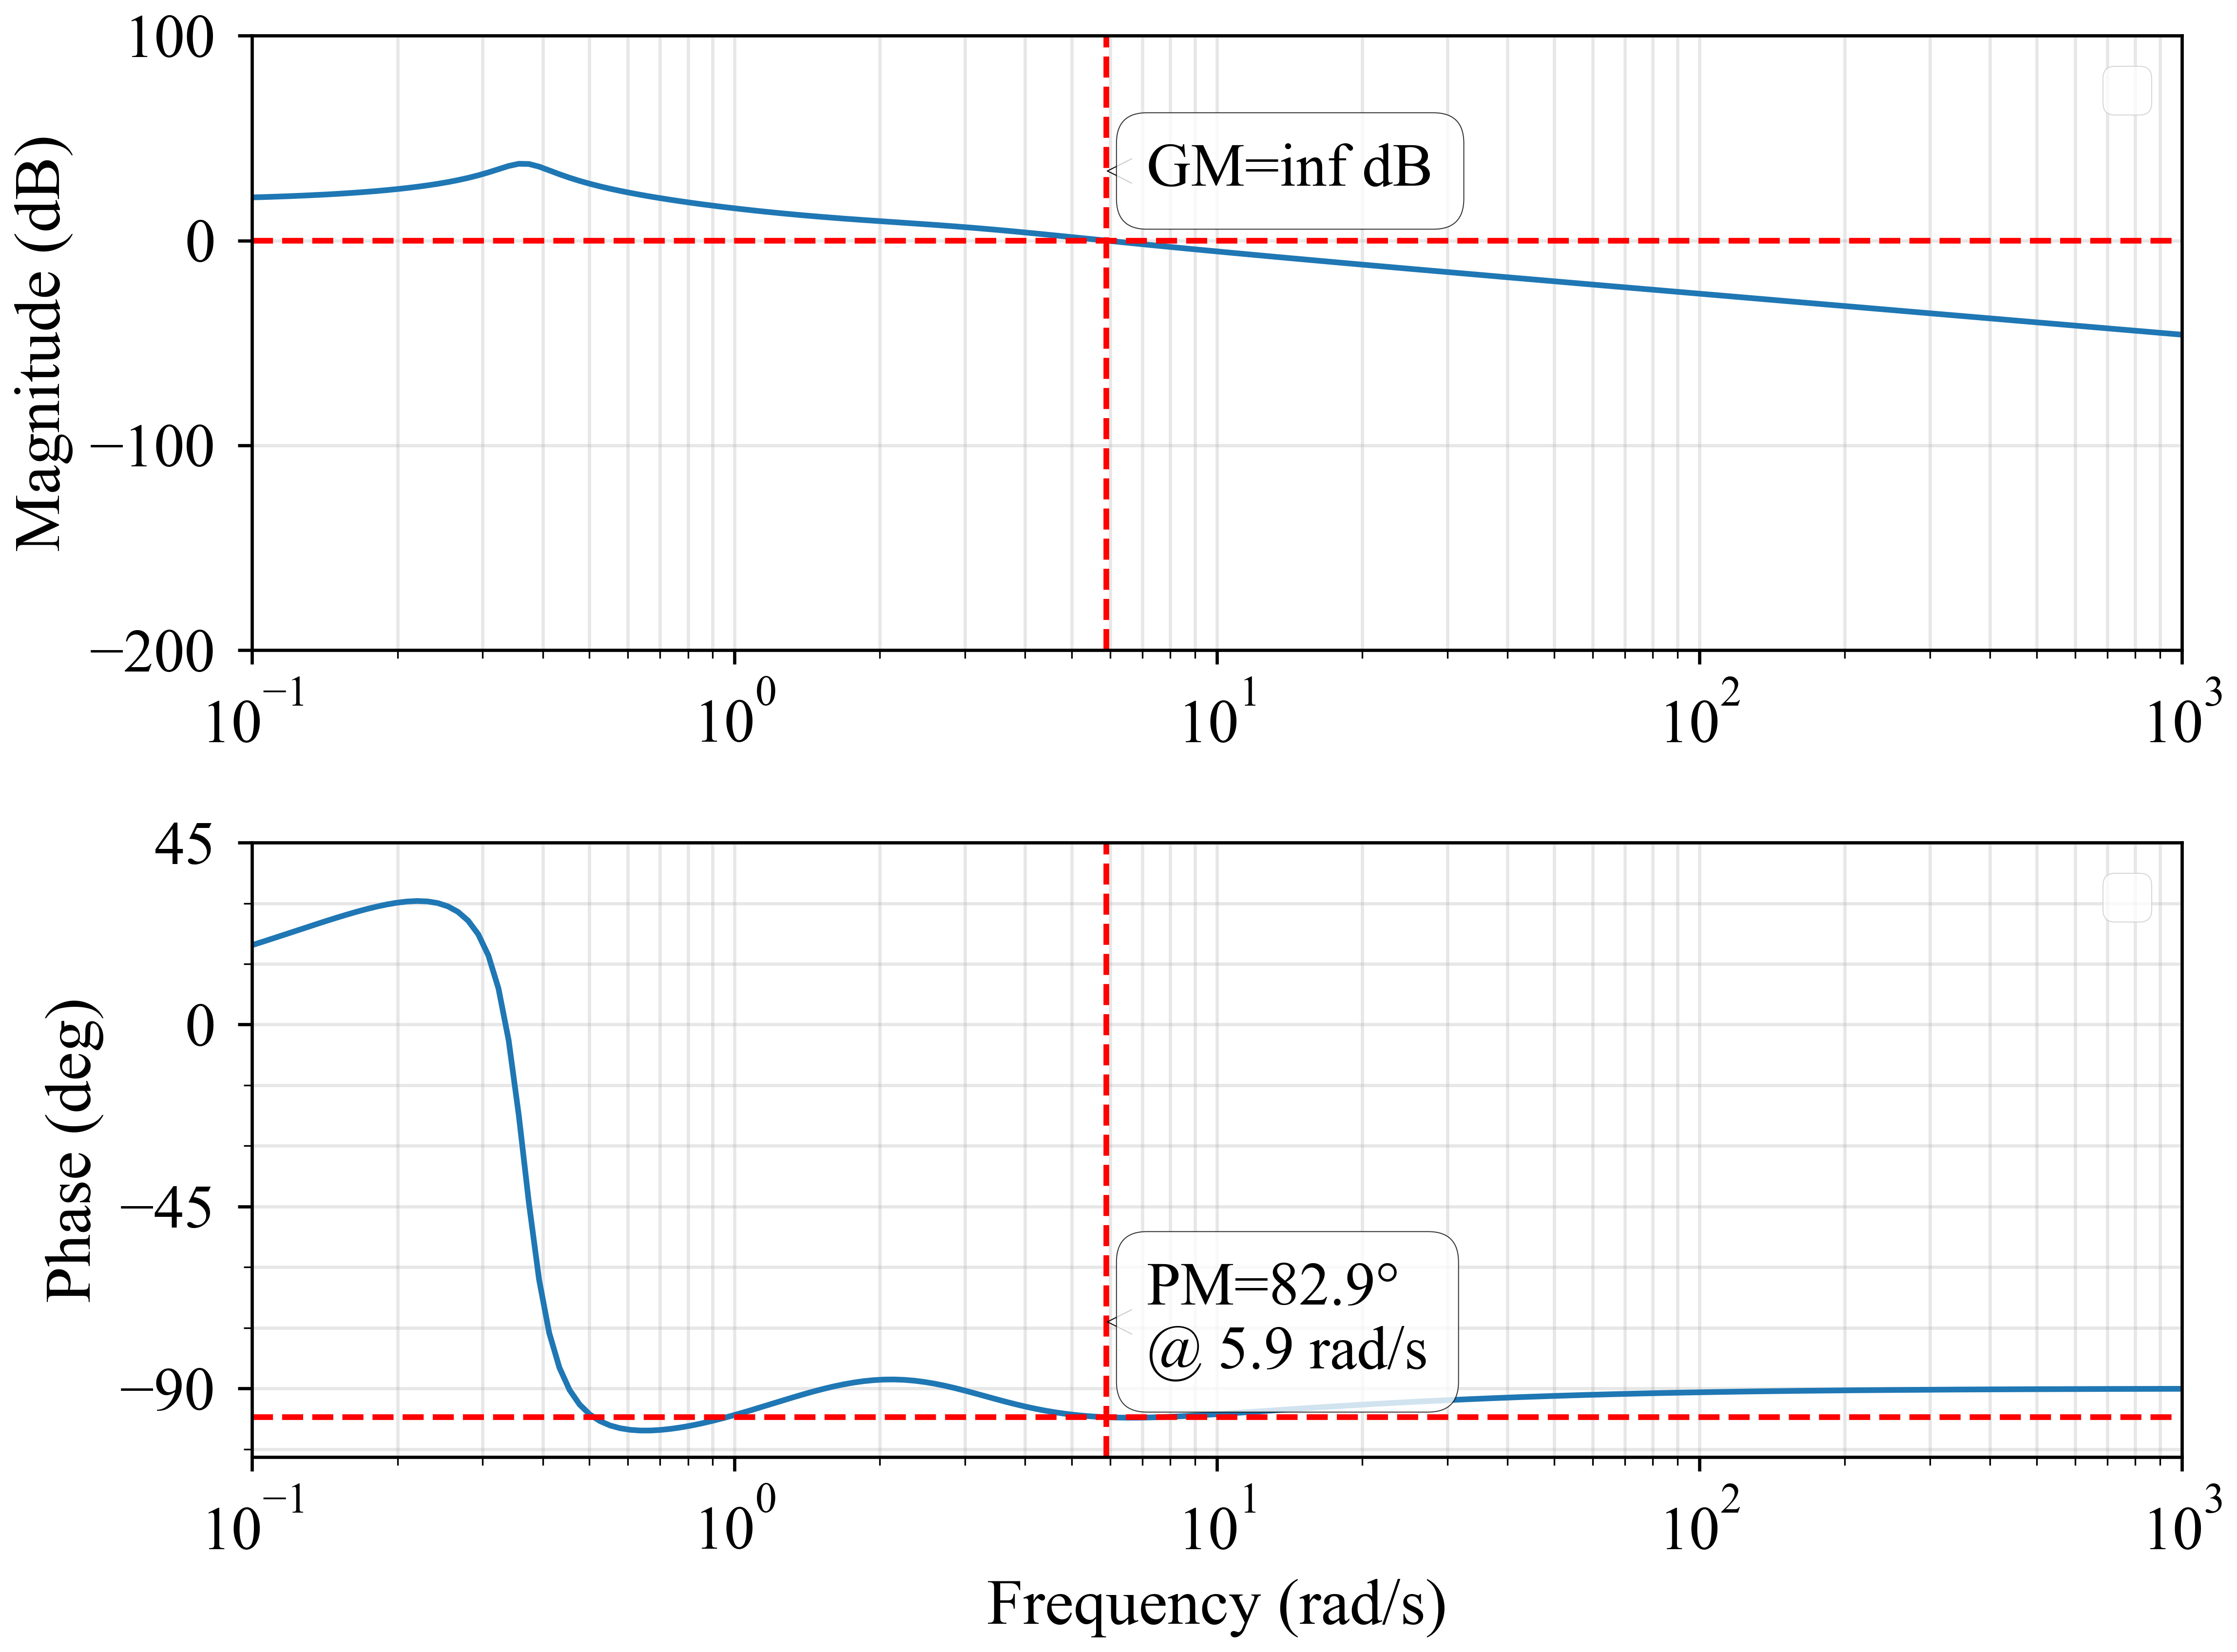 100
0
−100
−200
Magnitude (dB)
GM=inf dB
10⁻¹ 10⁰ 10¹ 10² 10³
45
0
−45
−90
Phase (deg)
PM=82.9°
@ 5.9 rad/s
10⁻¹ 10⁰ 10¹ 10² 10³
Frequency (rad/s)